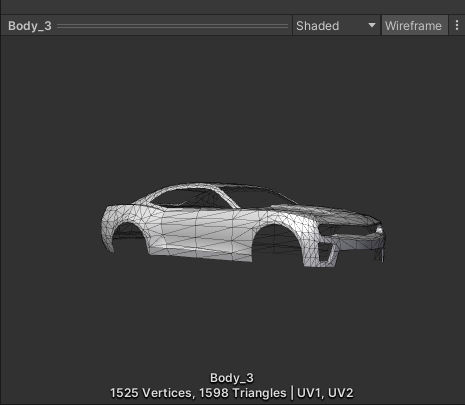 Body_3
Shaded
Wireframe
Body_3
1525 Vertices, 1598 Triangles | UV1, UV2